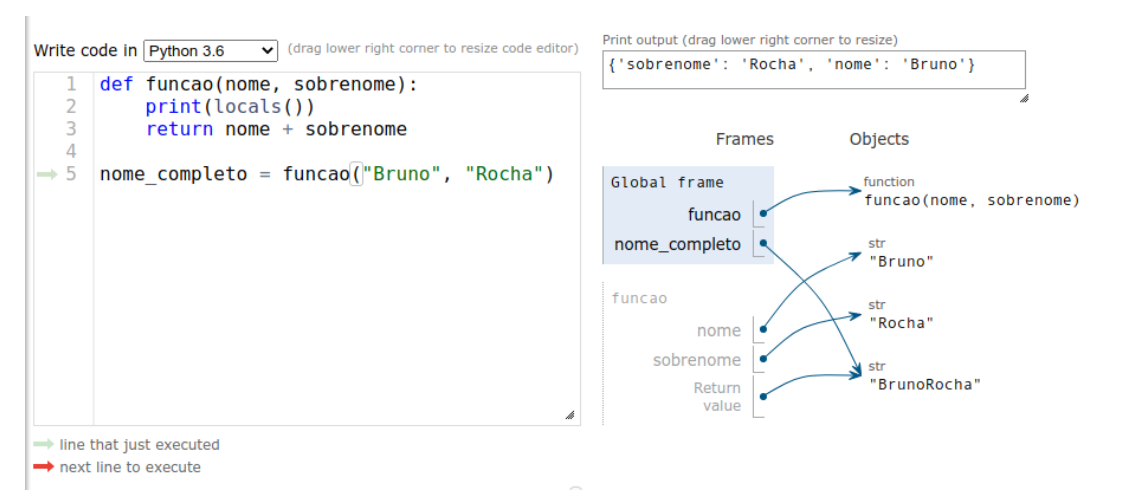 Write code in Python 3.6 (drag lower right corner to resize code editor)
1 def funcao(nome, sobrenome):
2     print(locals())
3     return nome + sobrenome
4
5 nome_completo = funcao("Bruno", "Rocha")
line that just executed
next line to execute
Print output (drag lower right corner to resize)
{'sobrenome': 'Rocha', 'nome': 'Bruno'}
Frames Objects
Global frame
funcao
nome_completo
function
funcao(nome, sobrenome)
str
"Bruno"
str
"Rocha"
str
"BrunoRocha"
funcao
nome
sobrenome
Return
value